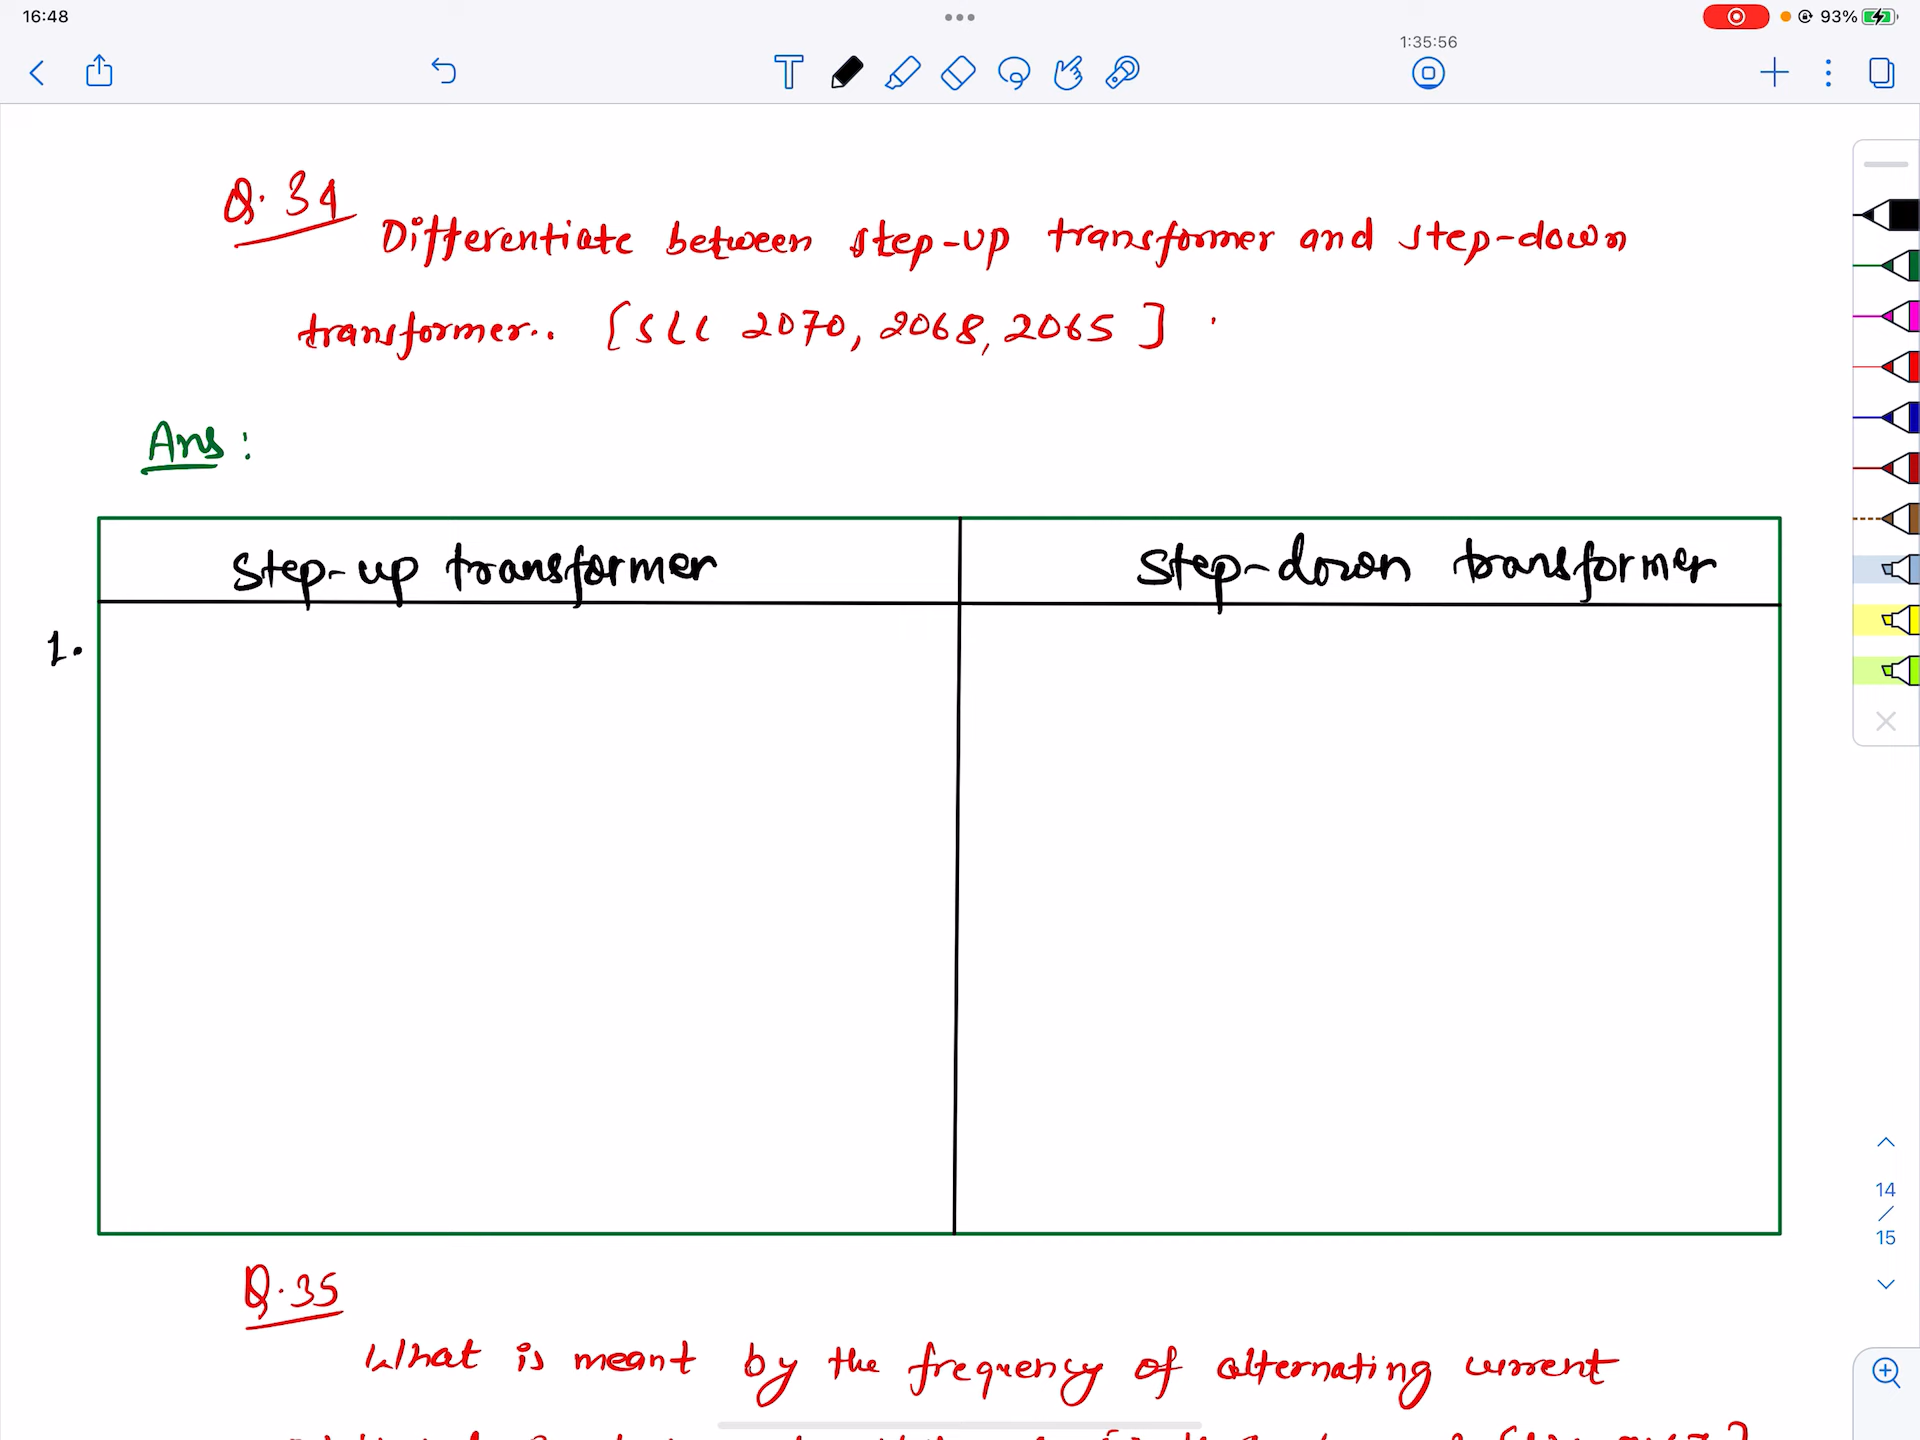 16:48
93%
1:35:56
T
Q. 34
Differentiate between step-up transformer and step-down
transformer.. [SLC 2070, 2068, 2065]
Ans :
step-up transformer
step-down transformer
1.
14
/
15
Q. 35
What is meant by the frequency of alternating current